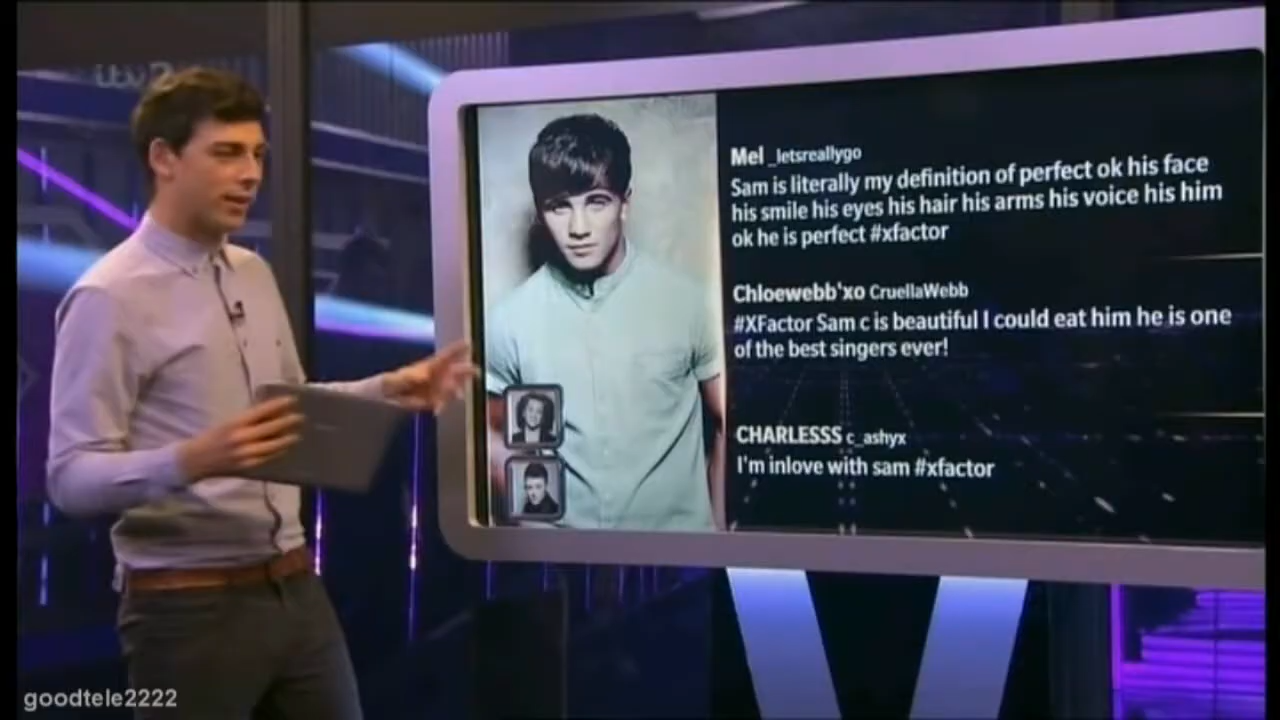 itv2
Mel _letsreallygo
Sam is literally my definition of perfect ok his face
his smile his eyes his hair his arms his voice his him
ok he is perfect #xfactor
Chloewebb'xo CruellaWebb
#XFactor Sam c is beautiful I could eat him he is one
of the best singers ever!
CHARLESSS c_ashyx
I'm inlove with sam #xfactor
goodtele2222